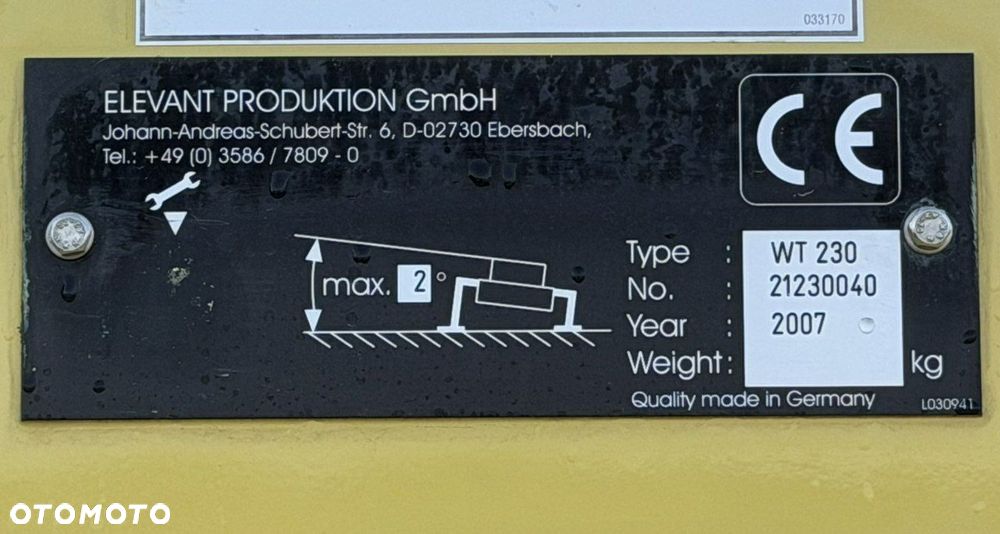 033170
ELEVANT PRODUKTION GmbH
Johann-Andreas-Schubert-Str. 6, D-02730 Ebersbach,
Tel.: +49 (0) 3586 / 7809 - 0
CE
max. 2 °
Type : WT 230
No. : 21230040
Year : 2007
Weight : kg
Quality made in Germany
L030941
OTOMOTO